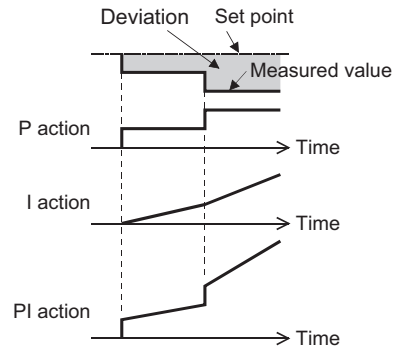 Deviation
Set point
Measured value
P action
Time
I action
Time
PI action
Time